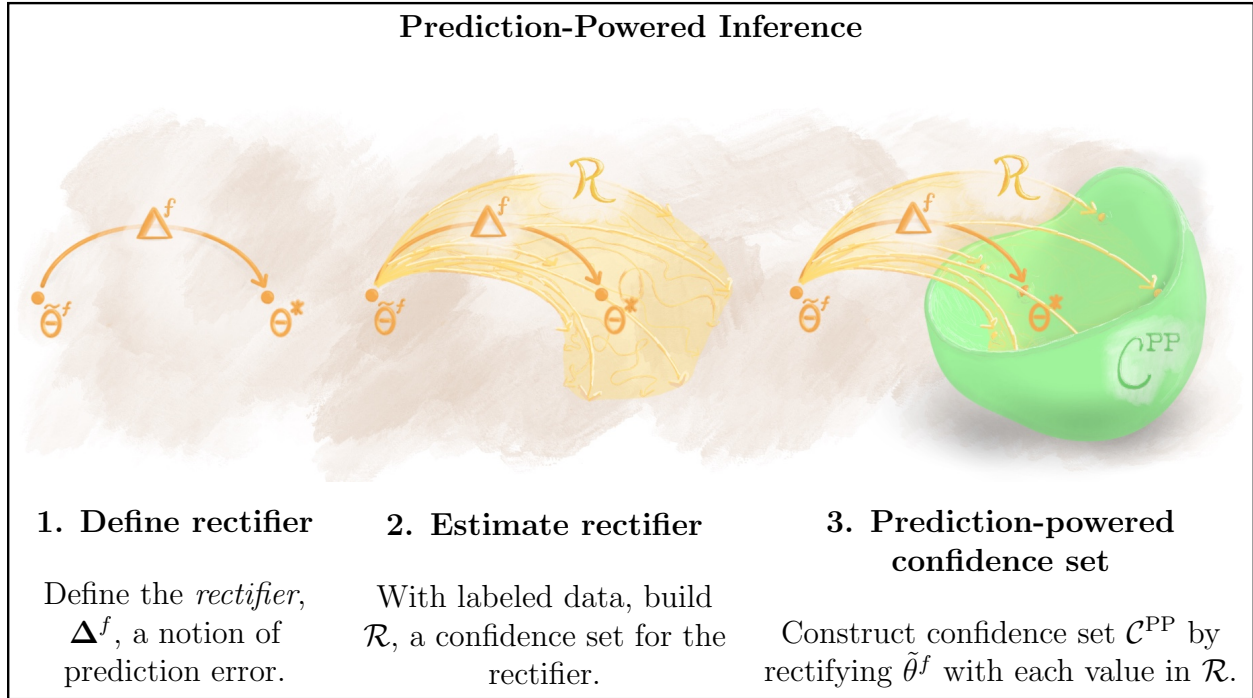 Prediction-Powered Inference
Δ^f
θ̃^f
θ*
ℛ
Δ^f
θ̃^f
θ*
ℛ
Δ^f
θ̃^f
θ*
C^PP
1. Define rectifier
Define the rectifier,
Δ^f, a notion of
prediction error.
2. Estimate rectifier
With labeled data, build
ℛ, a confidence set for the
rectifier.
3. Prediction-powered
confidence set
Construct confidence set C^PP by
rectifying θ̃^f with each value in ℛ.